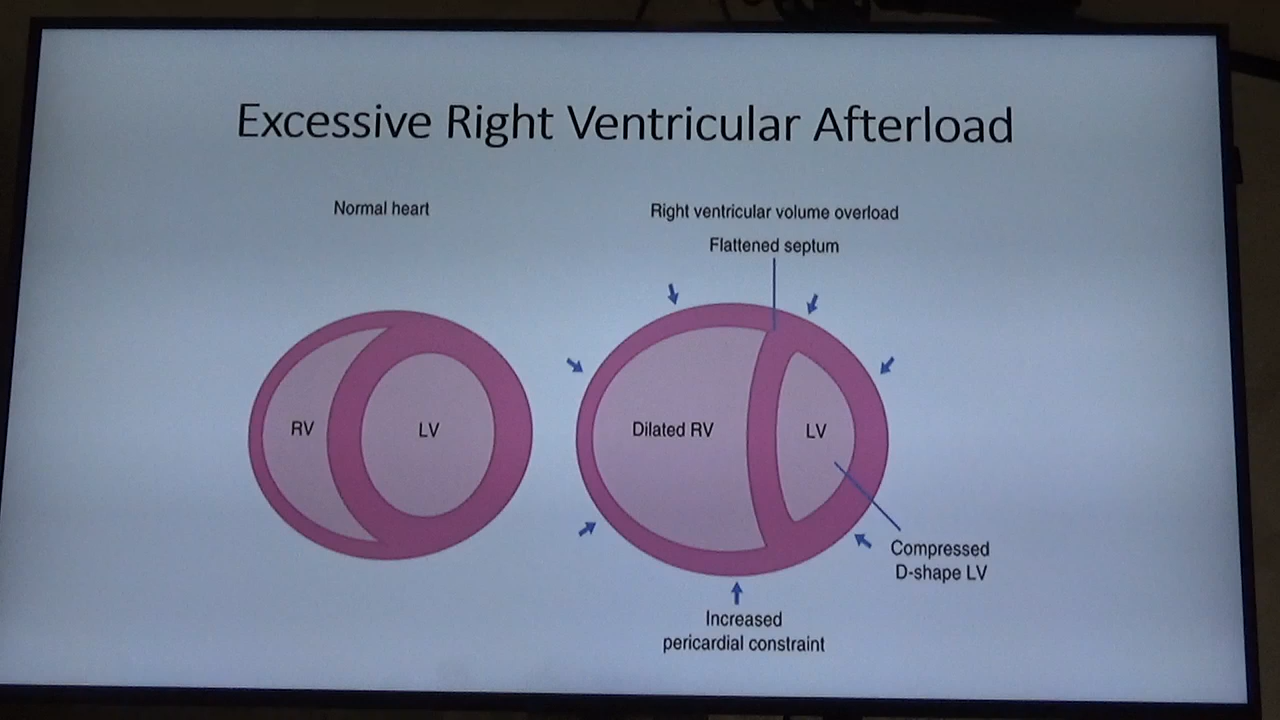 Excessive Right Ventricular Afterload
Normal heart
Right ventricular volume overload
Flattened septum
RV
LV
Dilated RV
LV
Compressed
D-shape LV
Increased
pericardial constraint